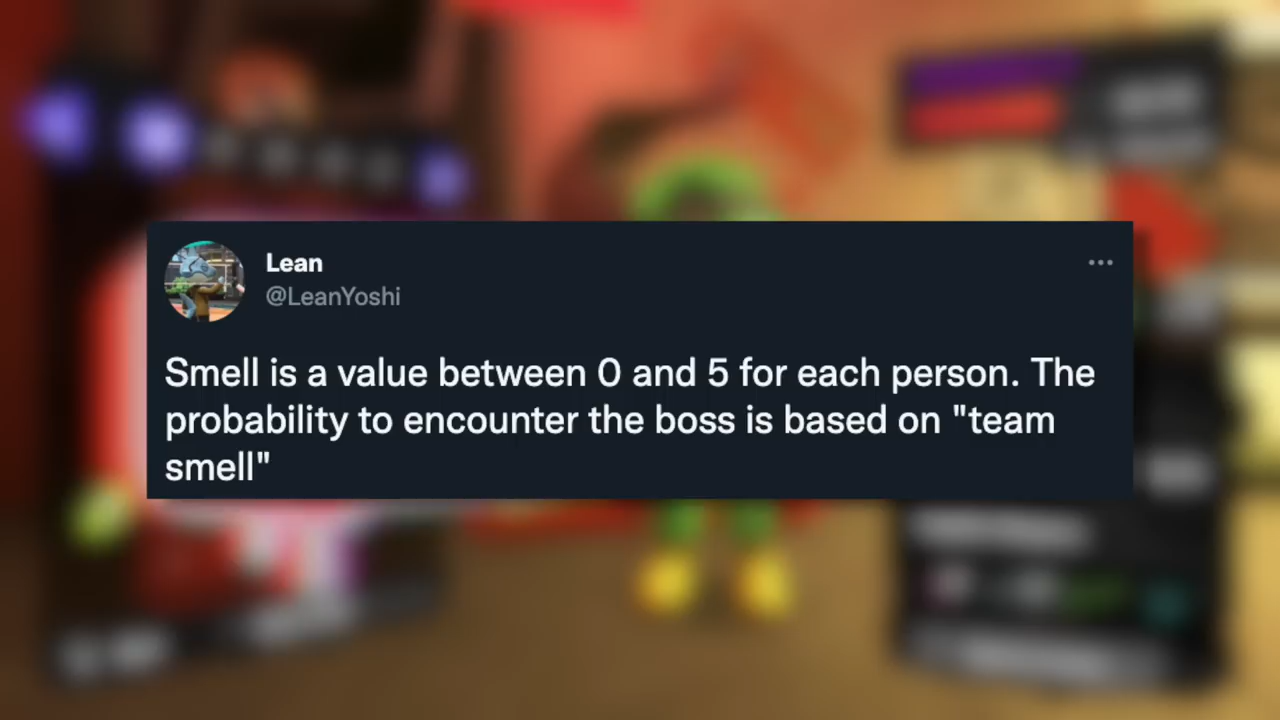 Lean
@LeanYoshi
Smell is a value between 0 and 5 for each person. The
probability to encounter the boss is based on "team
smell"